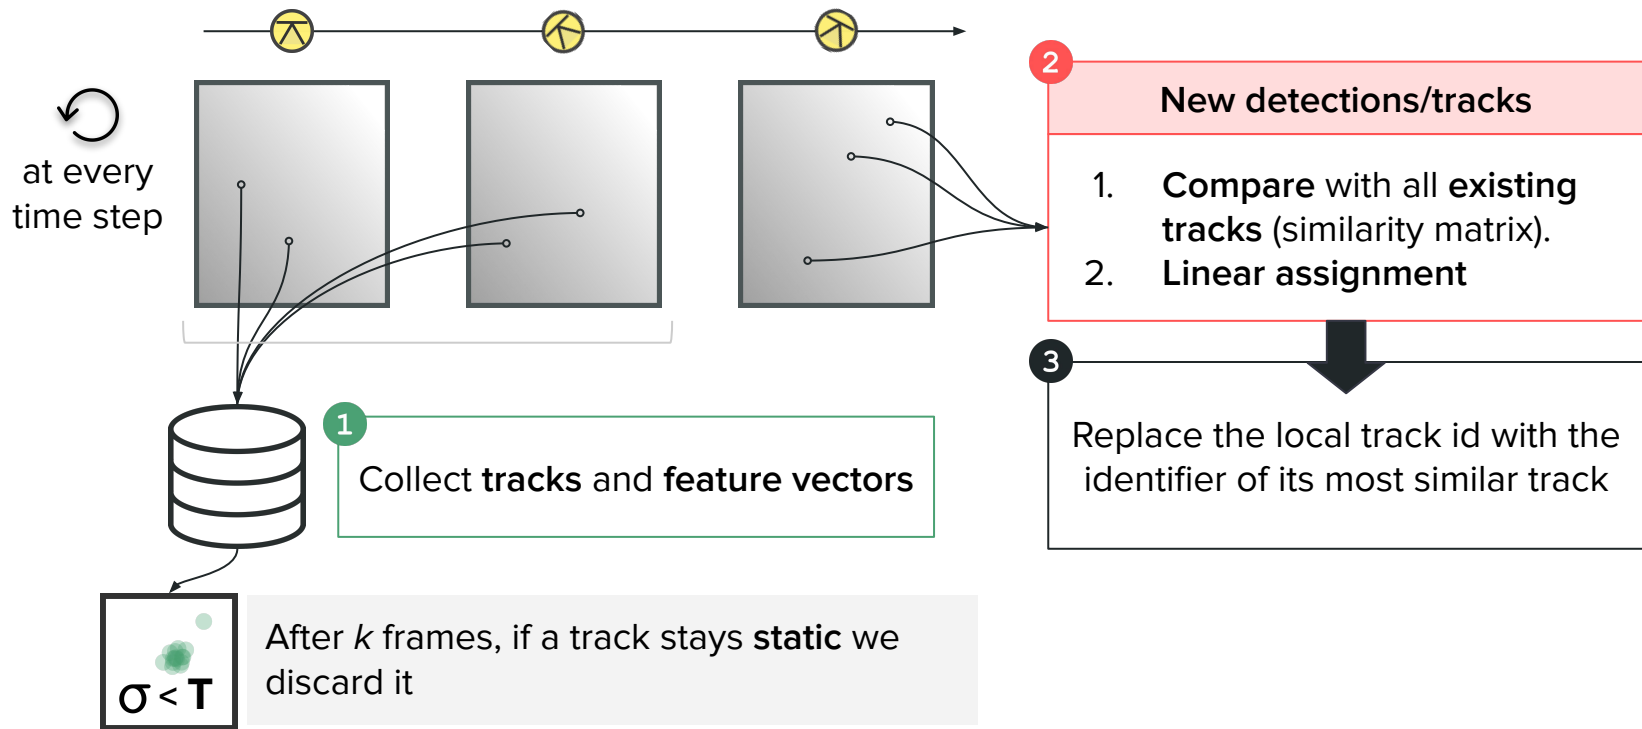 at every
time step
2
New detections/tracks
1. Compare with all existing
tracks (similarity matrix).
2. Linear assignment
3
Replace the local track id with the
identifier of its most similar track
1
Collect tracks and feature vectors
After k frames, if a track stays static we
discard it
σ < T